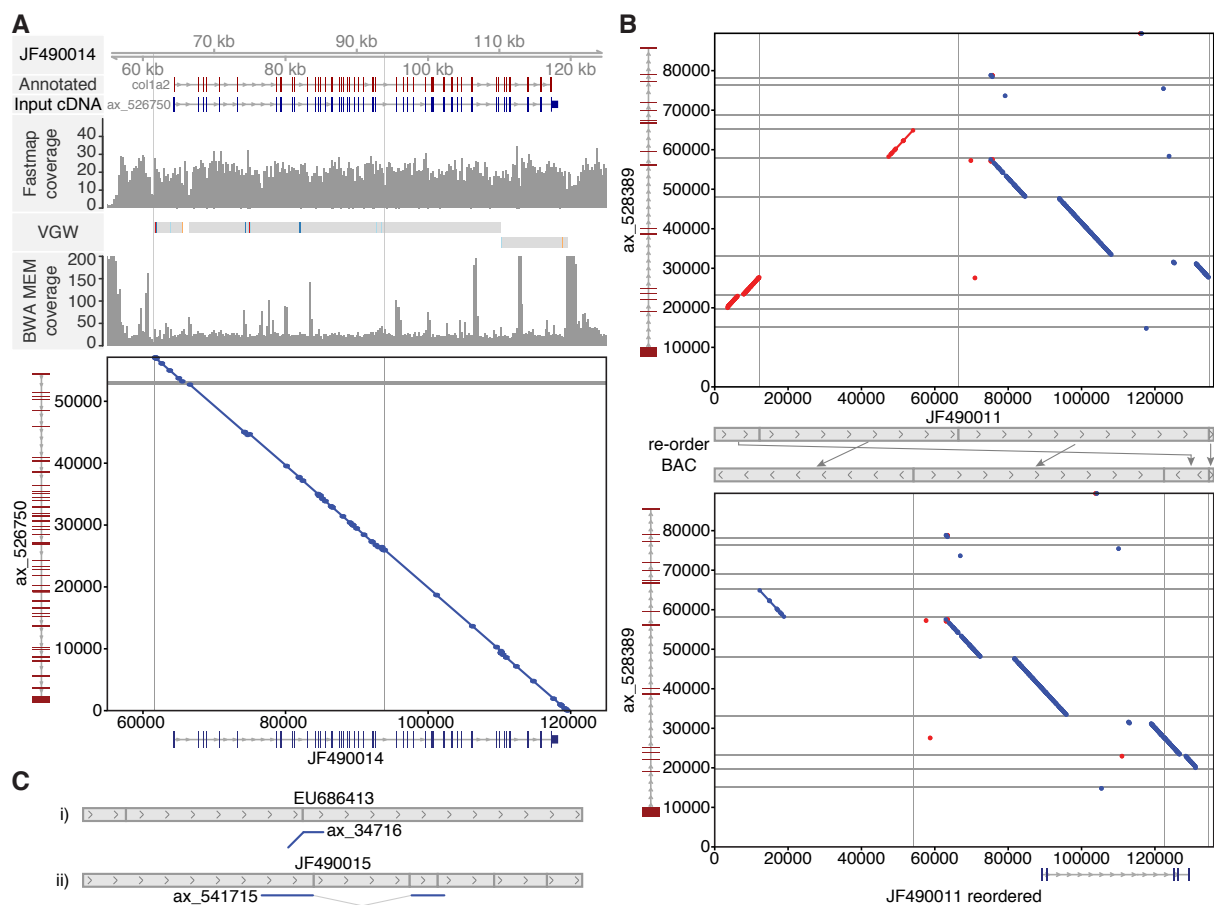 A
JF490014
70 kb 90 kb 110 kb
60 kb 80 kb 100 kb 120 kb
Annotated
col1a2
Input cDNA
ax_526750
Fastmap
coverage
40
30
20
10
0
VGW
BWA MEM
coverage
200
150
100
50
0
ax_526750
50000
40000
30000
20000
10000
0
60000 80000 100000 120000
JF490014
B
ax_528389
80000
70000
60000
50000
40000
30000
20000
10000
0
0 20000 40000 60000 80000 100000 120000
JF490011
re-order
BAC
ax_528389
80000
70000
60000
50000
40000
30000
20000
10000
0
0 20000 40000 60000 80000 100000 120000
JF490011 reordered
C
EU686413
i)
ax_34716
JF490015
ii)
ax_541715